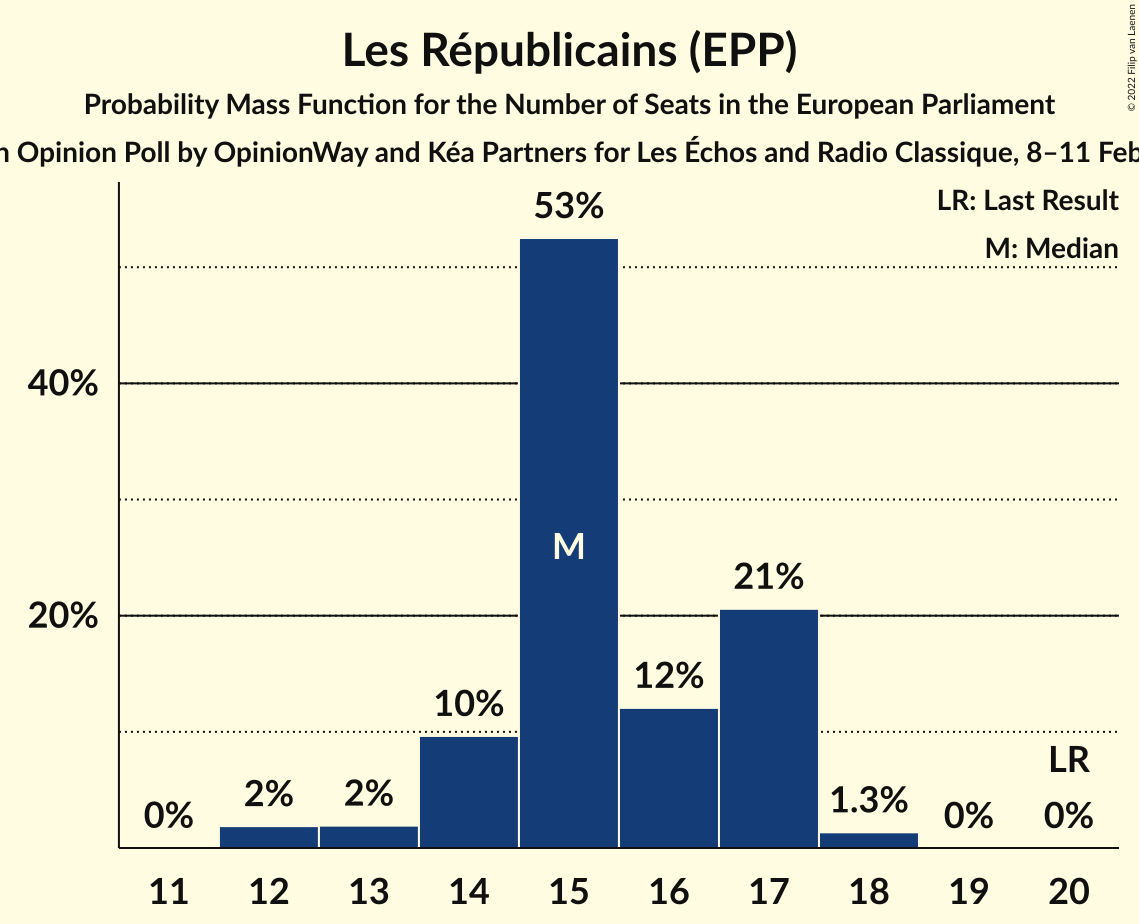 Les Républicains (EPP)
Probability Mass Function for the Number of Seats in the European Parliament
Opinion Poll by OpinionWay and Kéa Partners for Les Échos and Radio Classique, 8–11 Feb
© 2022 Filip van Laenen
LR: Last Result
M: Median
53%
40%
M
21%
20%
12%
10%
LR
2%
2%
1.3%
0%
0%
0%
11
12
13
14
15
16
17
18
19
20